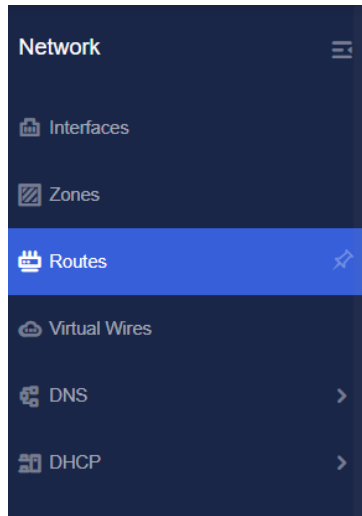 Network
Interfaces
Zones
Routes
Virtual Wires
DNS
DHCP